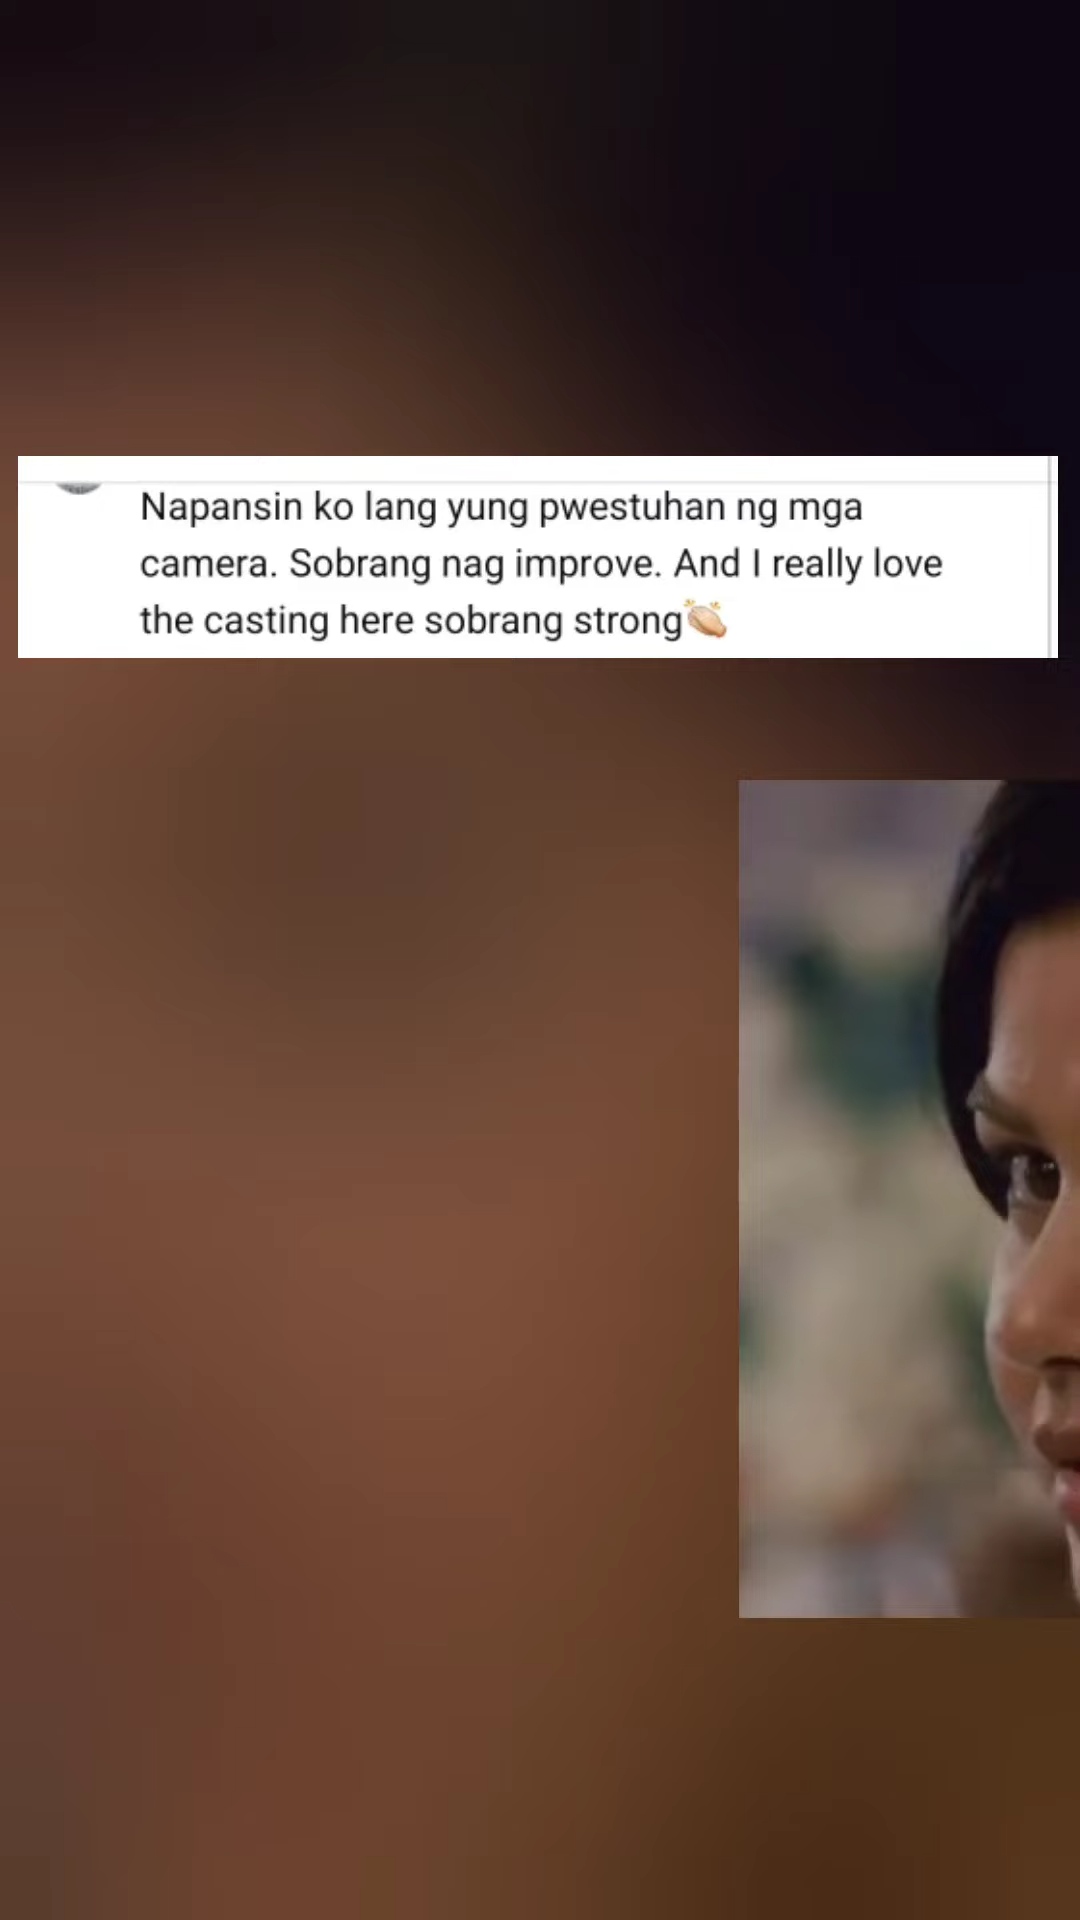 Napansin ko lang yung pwestuhan ng mga
camera. Sobrang nag improve. And I really love
the casting here sobrang strong👏🏻